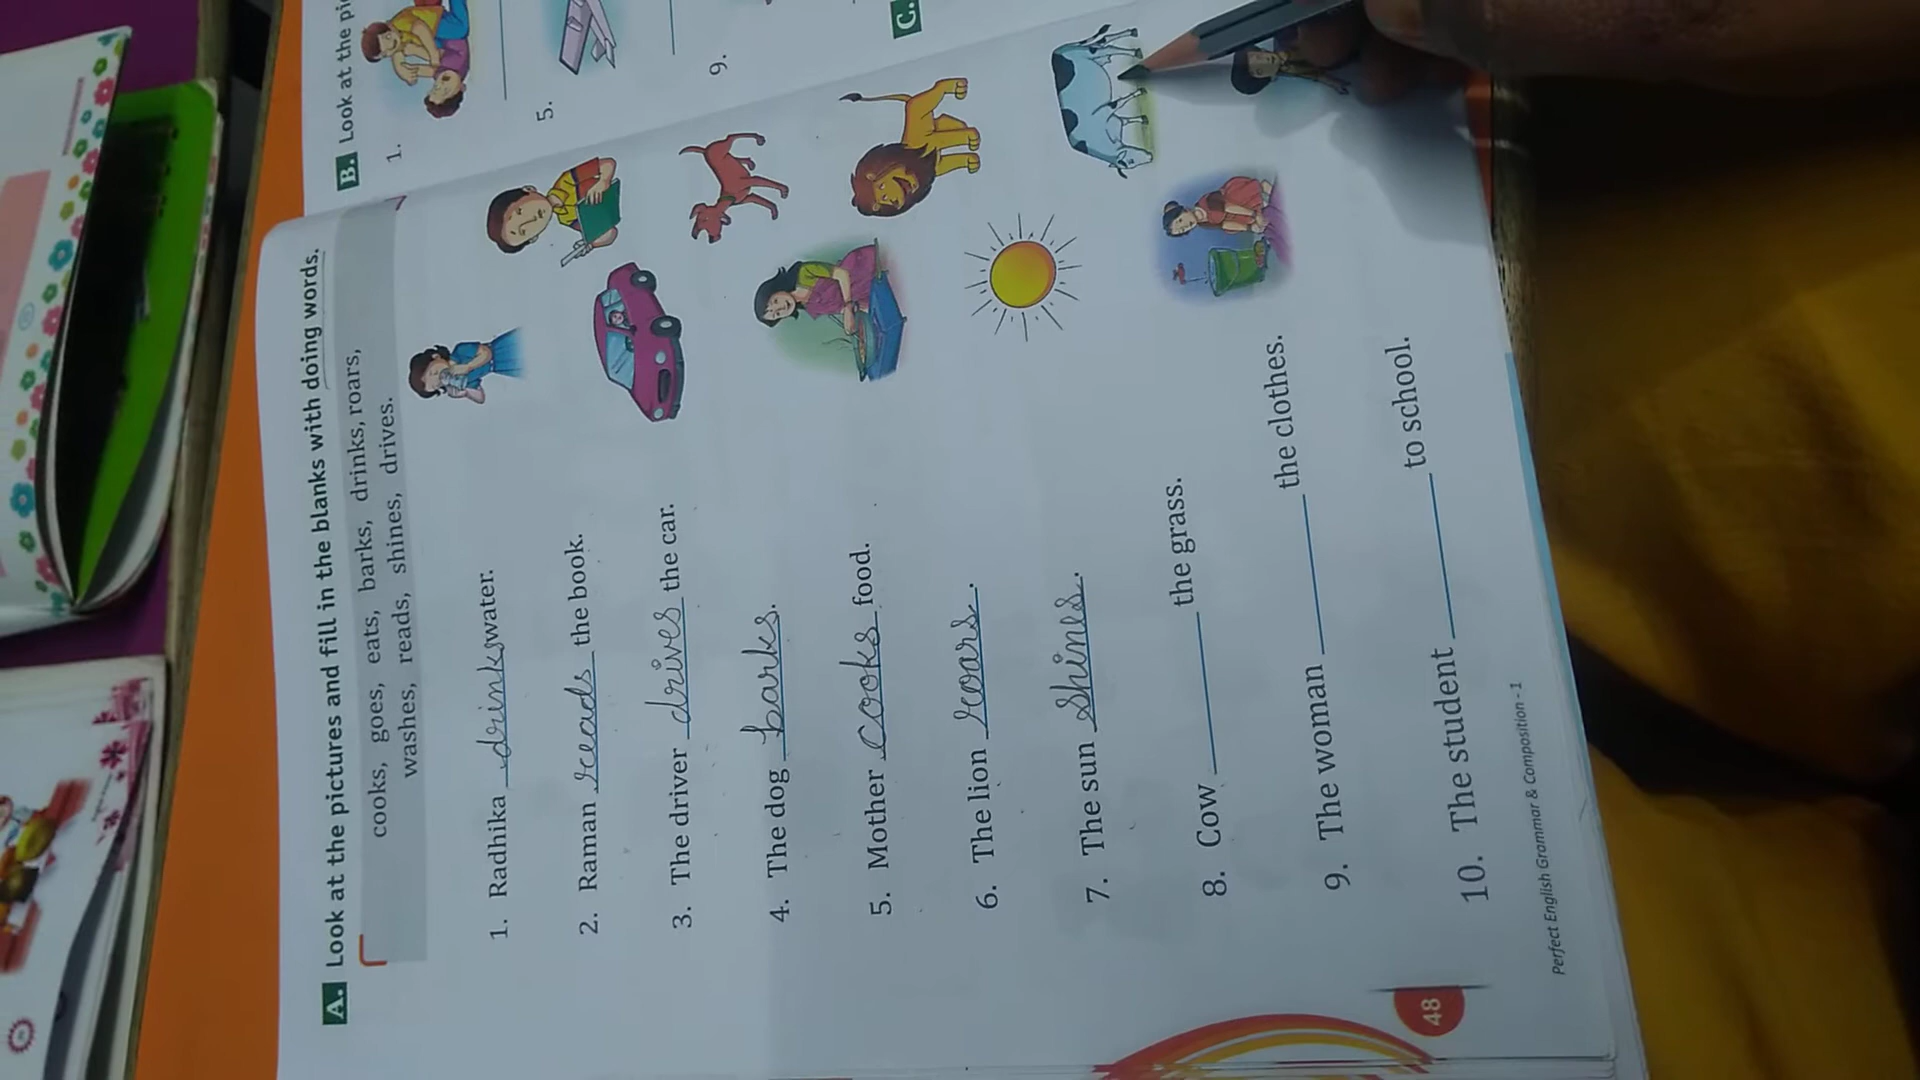 A. Look at the pictures and fill in the blanks with doing words.
cooks, goes, eats, barks, drinks, roars,
washes, reads, shines, drives.
1. Radhika drinks water.
2. Raman reads the book.
3. The driver drives the car.
4. The dog barks.
5. Mother cooks food.
6. The lion roars.
7. The sun shines.
8. Cow ________ the grass.
9. The woman ________ the clothes.
10. The student ________ to school.
48
Perfect English Grammar & Composition - 1
B. Look at the
1.
5.
9.
C.